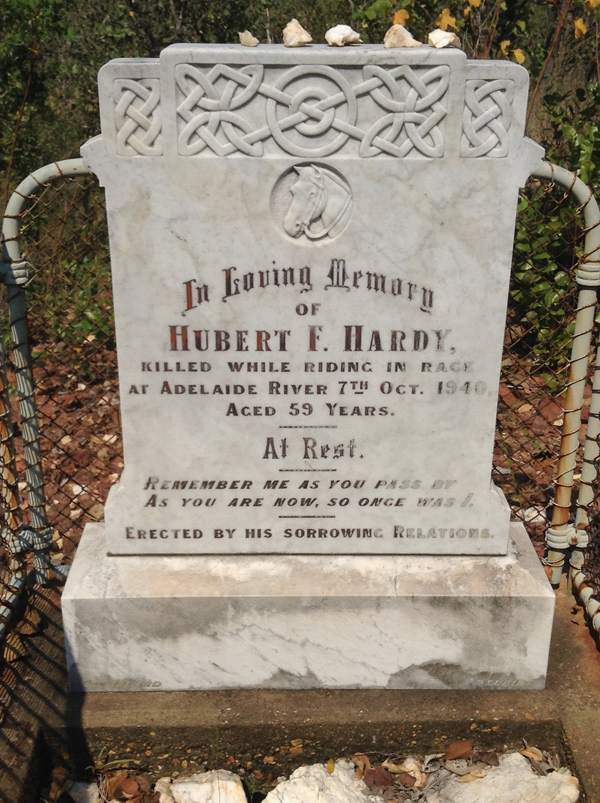 In Loving Memory
OF
HUBERT F. HARDY,
KILLED WHILE RIDING IN RACE
AT ADELAIDE RIVER 7TH OCT. 1940,
AGED 59 YEARS.
At Rest.
REMEMBER ME AS YOU PASS BY
AS YOU ARE NOW, SO ONCE WAS I.
ERECTED BY HIS SORROWING RELATIONS.